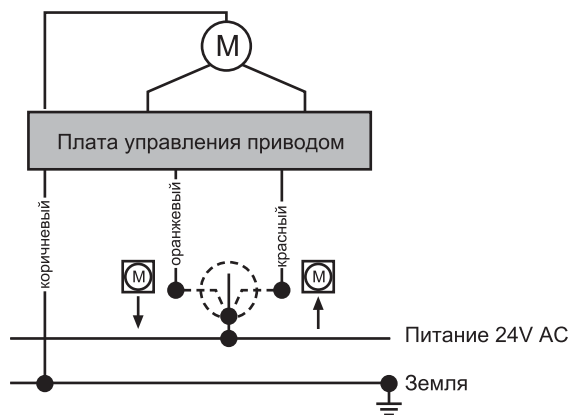 M
Плата управления приводом
коричневый
оранжевый
красный
M
M
Питание 24V AC
Земля